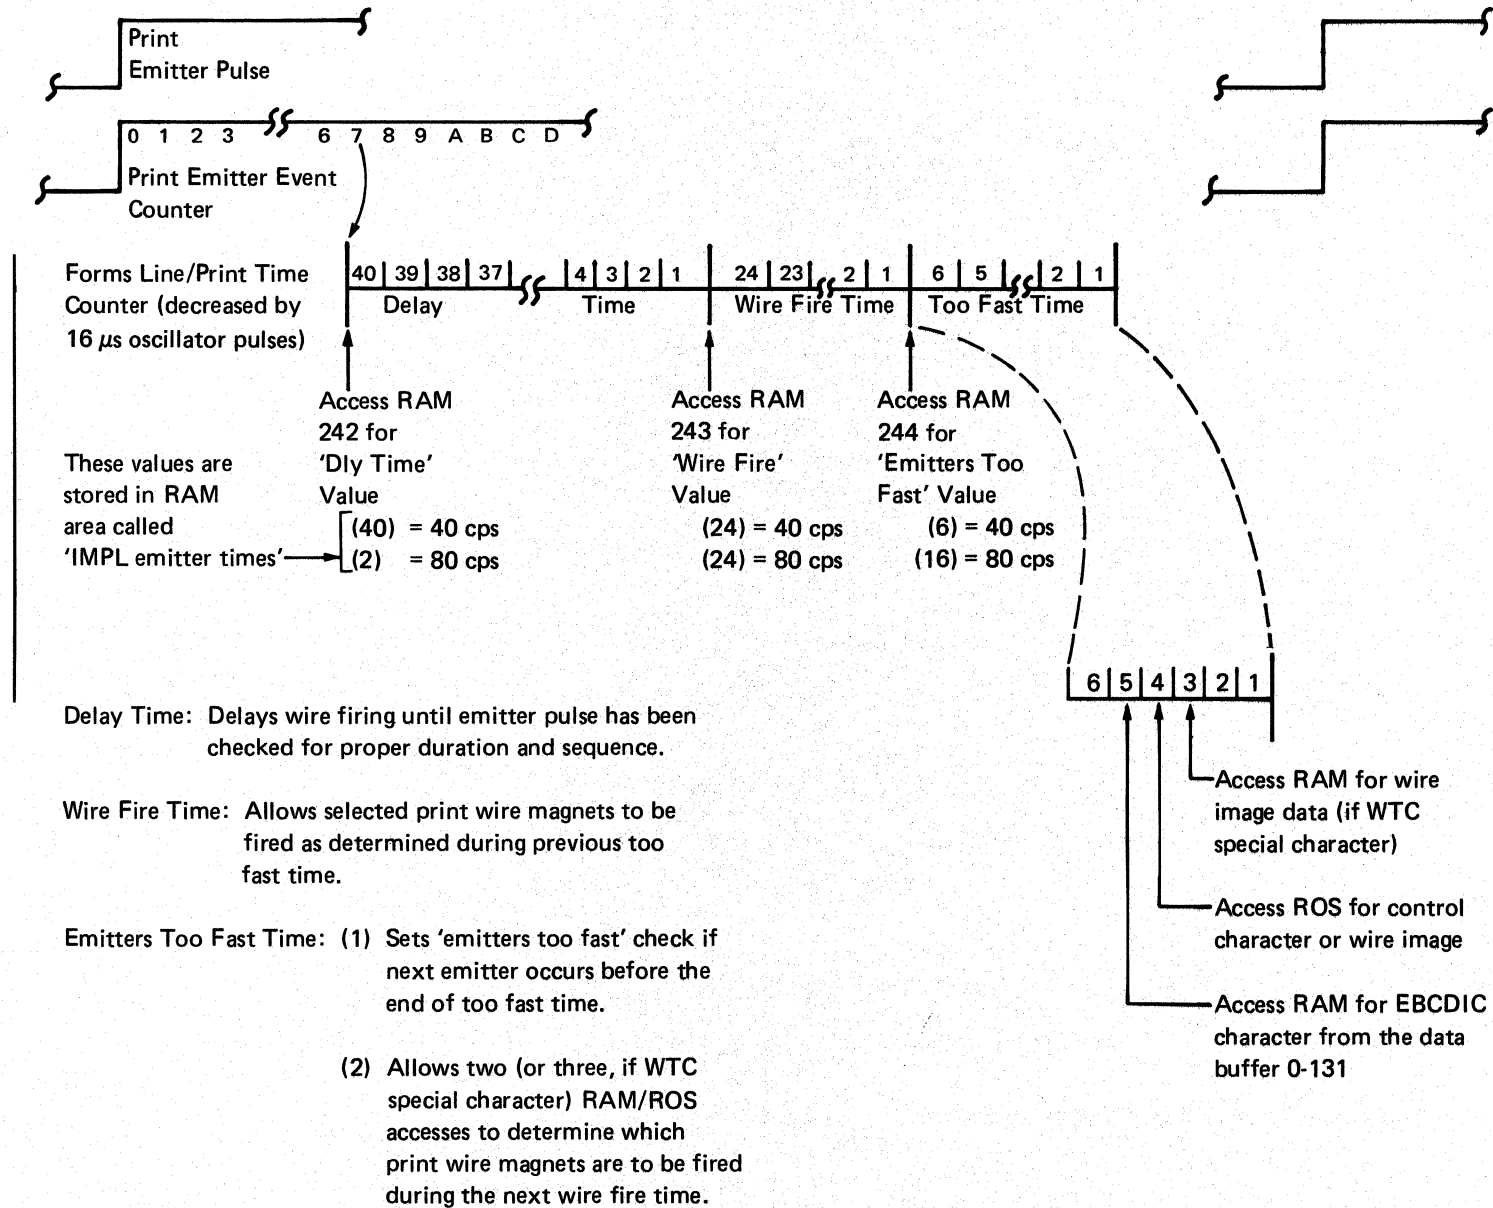 Print
Emitter Pulse
0 1 2 3 6 7 8 9 A B C D
Print Emitter Event
Counter
Forms Line/Print Time
Counter (decreased by
16 μs oscillator pulses)
40 39 38 37 4 3 2 1 24 23 2 1 6 5 2 1
Delay Time Wire Fire Time Too Fast Time
Access RAM
242 for
'Dly Time'
Value
(40) = 40 cps
(2) = 80 cps
Access RAM
243 for
'Wire Fire'
Value
(24) = 40 cps
(24) = 80 cps
Access RAM
244 for
'Emitters Too
Fast' Value
(6) = 40 cps
(16) = 80 cps
These values are
stored in RAM
area called
'IMPL emitter times'
6 5 4 3 2 1
Access RAM for wire
image data (if WTC
special character)
Access ROS for control
character or wire image
Access RAM for EBCDIC
character from the data
buffer 0-131
Delay Time: Delays wire firing until emitter pulse has been
checked for proper duration and sequence.
Wire Fire Time: Allows selected print wire magnets to be
fired as determined during previous too
fast time.
Emitters Too Fast Time: (1) Sets 'emitters too fast' check if
next emitter occurs before the
end of too fast time.
(2) Allows two (or three, if WTC
special character) RAM/ROS
accesses to determine which
print wire magnets are to be fired
during the next wire fire time.